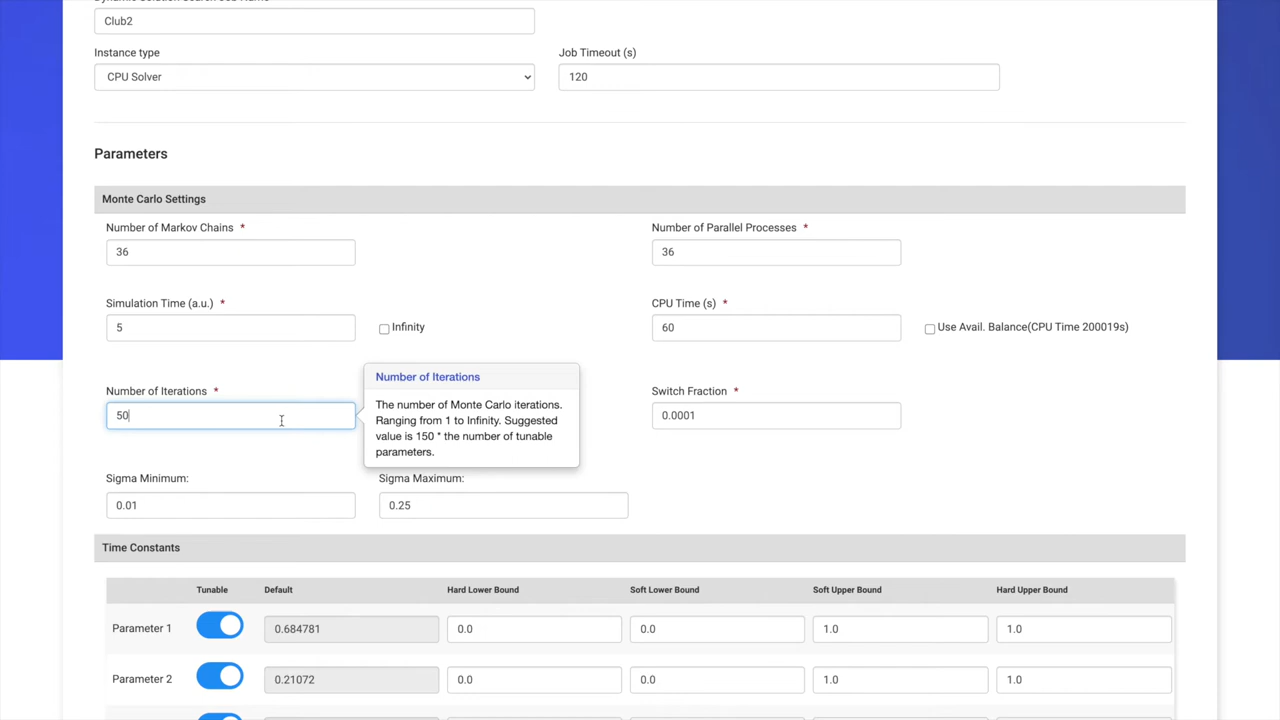 Dynamic Solution Search Job Name
Club2
Instance type
Job Timeout (s)
CPU Solver
120
Parameters
Monte Carlo Settings
Number of Markov Chains *
Number of Parallel Processes *
36
36
Simulation Time (a.u.) *
CPU Time (s) *
5
Infinity
60
Use Avail. Balance(CPU Time 200019s)
Number of Iterations *
Switch Fraction *
50
0.0001
Number of Iterations
The number of Monte Carlo iterations.
Ranging from 1 to Infinity. Suggested
value is 150 * the number of tunable
parameters.
Sigma Minimum:
Sigma Maximum:
0.01
0.25
Time Constants
Tunable Default Hard Lower Bound Soft Lower Bound Soft Upper Bound Hard Upper Bound
Parameter 1 0.684781 0.0 0.0 1.0 1.0
Parameter 2 0.21072 0.0 0.0 1.0 1.0